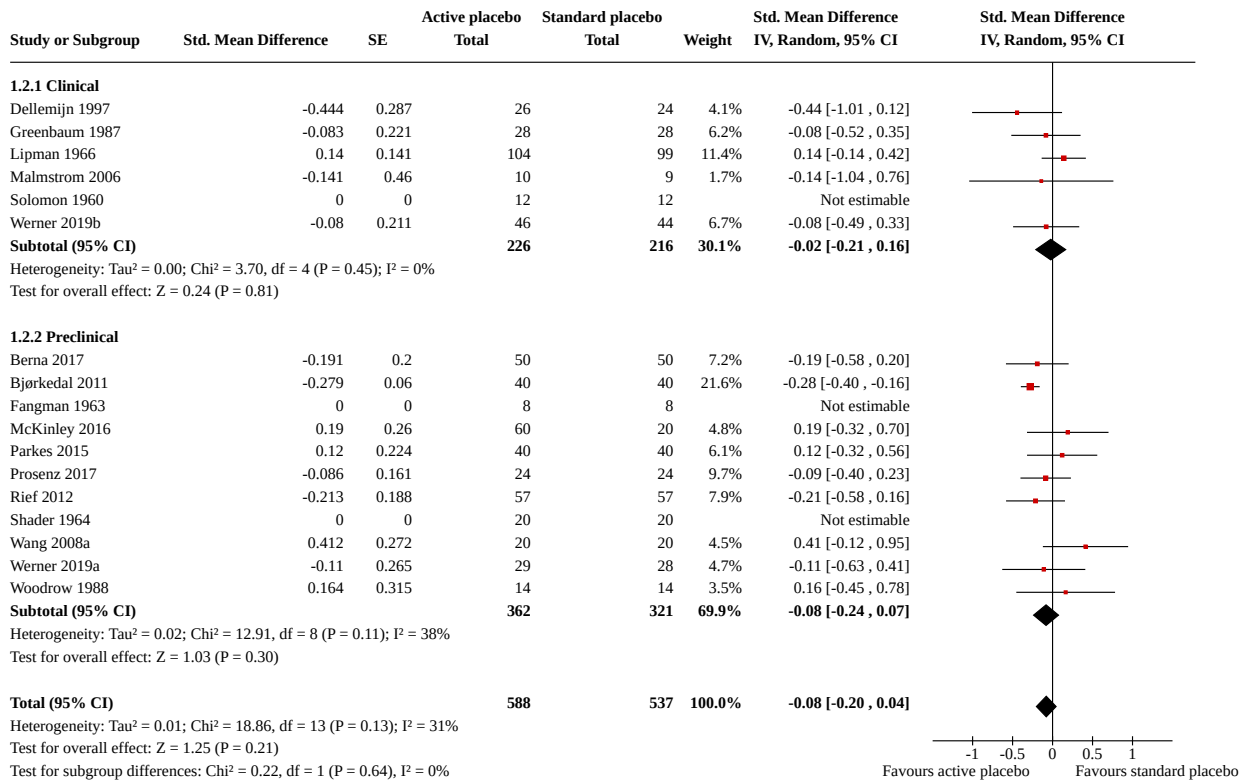 Active placebo Standard placebo Std. Mean Difference Std. Mean Difference
Study or Subgroup Std. Mean Difference SE Total Total Weight IV, Random, 95% CI IV, Random, 95% CI
1.2.1 Clinical
Dellemijn 1997 -0.444 0.287 26 24 4.1% -0.44 [-1.01 , 0.12]
Greenbaum 1987 -0.083 0.221 28 28 6.2% -0.08 [-0.52 , 0.35]
Lipman 1966 0.14 0.141 104 99 11.4% 0.14 [-0.14 , 0.42]
Malmstrom 2006 -0.141 0.46 10 9 1.7% -0.14 [-1.04 , 0.76]
Solomon 1960 0 0 12 12 Not estimable
Werner 2019b -0.08 0.211 46 44 6.7% -0.08 [-0.49 , 0.33]
Subtotal (95% CI) 226 216 30.1% -0.02 [-0.21 , 0.16]
Heterogeneity: Tau² = 0.00; Chi² = 3.70, df = 4 (P = 0.45); I² = 0%
Test for overall effect: Z = 0.24 (P = 0.81)
1.2.2 Preclinical
Berna 2017 -0.191 0.2 50 50 7.2% -0.19 [-0.58 , 0.20]
Bjørkedal 2011 -0.279 0.06 40 40 21.6% -0.28 [-0.40 , -0.16]
Fangman 1963 0 0 8 8 Not estimable
McKinley 2016 0.19 0.26 60 20 4.8% 0.19 [-0.32 , 0.70]
Parkes 2015 0.12 0.224 40 40 6.1% 0.12 [-0.32 , 0.56]
Prosenz 2017 -0.086 0.161 24 24 9.7% -0.09 [-0.40 , 0.23]
Rief 2012 -0.213 0.188 57 57 7.9% -0.21 [-0.58 , 0.16]
Shader 1964 0 0 20 20 Not estimable
Wang 2008a 0.412 0.272 20 20 4.5% 0.41 [-0.12 , 0.95]
Werner 2019a -0.11 0.265 29 28 4.7% -0.11 [-0.63 , 0.41]
Woodrow 1988 0.164 0.315 14 14 3.5% 0.16 [-0.45 , 0.78]
Subtotal (95% CI) 362 321 69.9% -0.08 [-0.24 , 0.07]
Heterogeneity: Tau² = 0.02; Chi² = 12.91, df = 8 (P = 0.11); I² = 38%
Test for overall effect: Z = 1.03 (P = 0.30)
Total (95% CI) 588 537 100.0% -0.08 [-0.20 , 0.04]
Heterogeneity: Tau² = 0.01; Chi² = 18.86, df = 13 (P = 0.13); I² = 31%
Test for overall effect: Z = 1.25 (P = 0.21)
-1 -0.5 0 0.5 1
Test for subgroup differences: Chi² = 0.22, df = 1 (P = 0.64), I² = 0% Favours active placebo Favours standard placebo